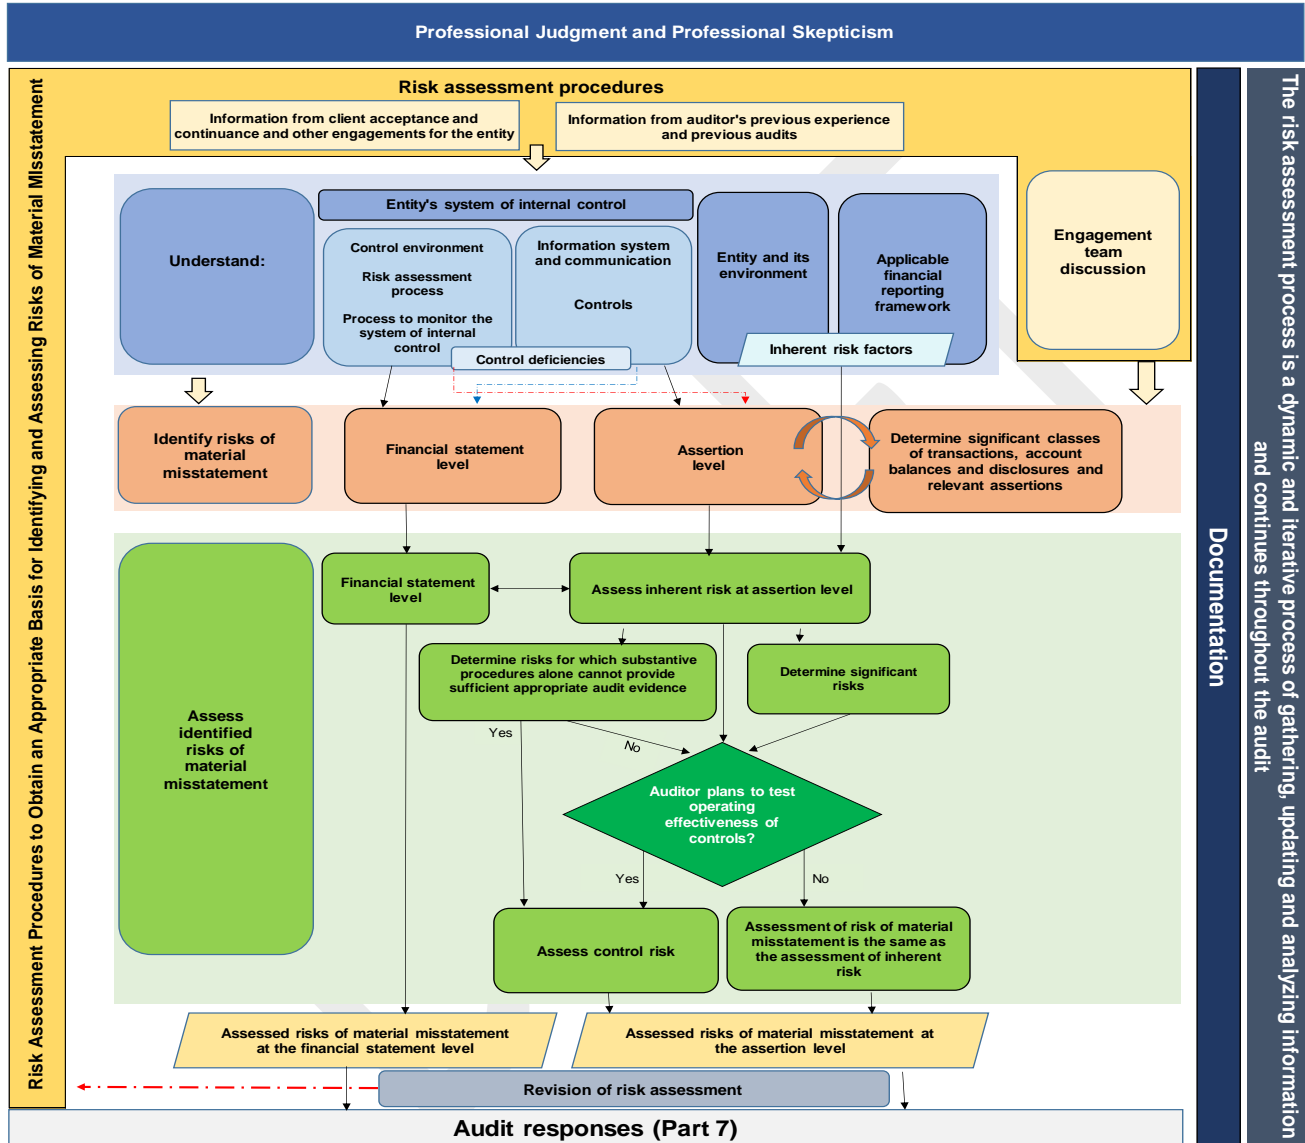 Professional Judgment and Professional Skepticism
Risk Assessment Procedures to Obtain an Appropriate Basis for Identifying and Assessing Risks of Material MIsstatement
Risk assessment procedures
Information from client acceptance and
continuance and other engagements for the entity
Information from auditor's previous experience
and previous audits
Understand:
Entity's system of internal control
Control environment
Risk assessment
process
Process to monitor the
system of internal
control
Information system
and communication
Controls
Control deficiencies
Entity and its
environment
Applicable
financial
reporting
framework
Inherent risk factors
Engagement
team
discussion
Identify risks of
material
misstatement
Financial statement
level
Assertion
level
Determine significant classes
of transactions, account
balances and disclosures and
relevant assertions
Assess
identified
risks of
material
misstatement
Financial statement
level
Assess inherent risk at assertion level
Determine risks for which substantive
procedures alone cannot provide
sufficient appropriate audit evidence
Determine significant
risks
Yes
No
Auditor plans to test
operating
effectiveness of
controls?
Yes
No
Assess control risk
Assessment of risk of material
misstatement is the same as
the assessment of inherent
risk
Assessed risks of material misstatement
at the financial statement level
Assessed risks of material misstatement at
the assertion level
Revision of risk assessment
Audit responses (Part 7)
Documentation
The risk assessment process is a dynamic and iterative process of gathering, updating and analyzing information
and continues throughout the audit